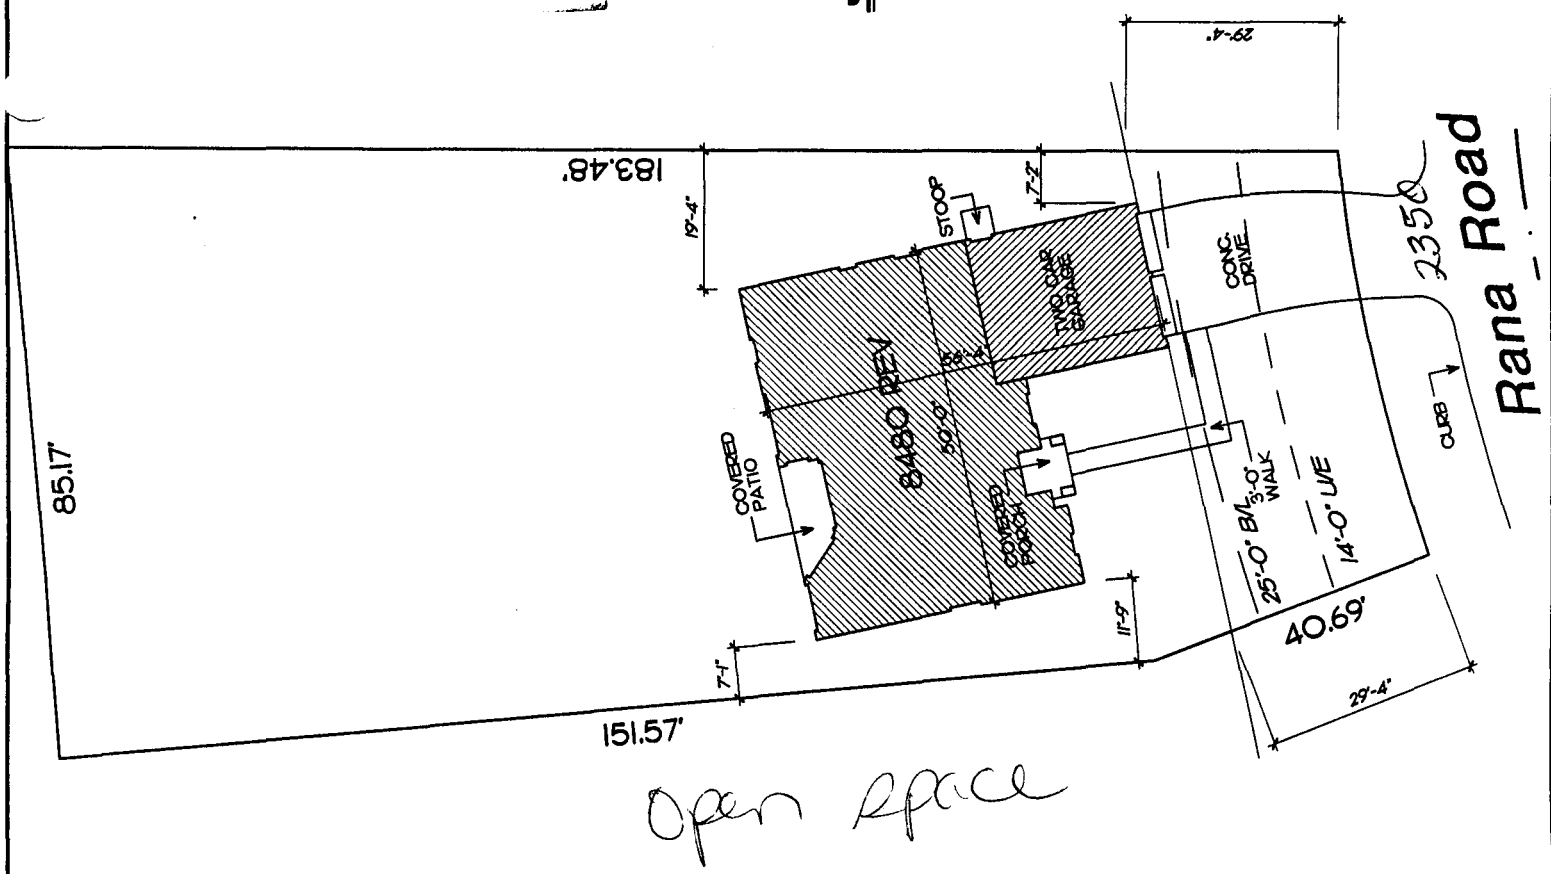 29'-4"
183.48'
19'-4"
7'-2"
STOOP
TWO CAR
GARAGE
CONC.
DRIVE
2350
Rana Road
85.17'
COVERED
PATIO
8480 REV
56'-4"
50'-0"
COVERED
PORCH
3'-0"
WALK
25'-0" B/L
14'-0" U/E
CURB
7'-1"
11'-9"
40.69'
29'-4"
151.57'
Open space